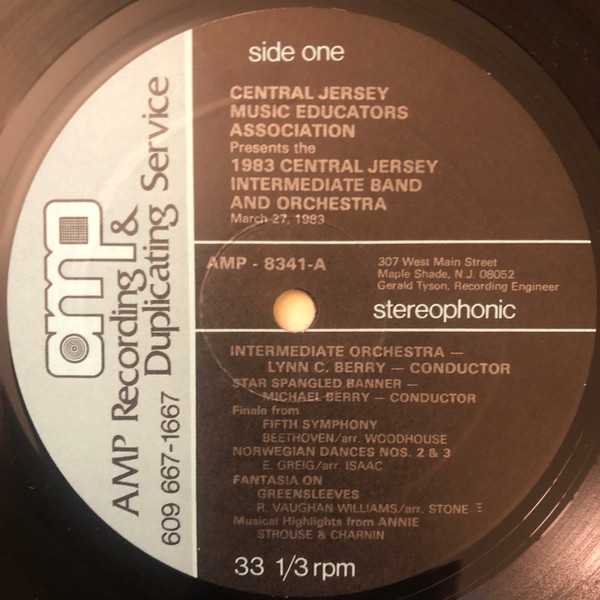 side one
CENTRAL JERSEY
MUSIC EDUCATORS
ASSOCIATION
Presents the
1983 CENTRAL JERSEY
INTERMEDIATE BAND
AND ORCHESTRA
March 27, 1983
AMP - 8341-A
307 West Main Street
Maple Shade, N.J. 08052
Gerald Tyson, Recording Engineer
stereophonic
INTERMEDIATE ORCHESTRA —
LYNN C. BERRY — CONDUCTOR
STAR SPANGLED BANNER —
MICHAEL BERRY — CONDUCTOR
Finale from
FIFTH SYMPHONY
BEETHOVEN/arr. WOODHOUSE
NORWEGIAN DANCES NOS. 2 & 3
E. GREIG/arr. ISAAC
FANTASIA ON
GREENSLEEVES
R. VAUGHAN WILLIAMS/arr. STONE
Musical Highlights from ANNIE
STROUSE & CHARNIN
33 1/3 rpm
amp
AMP Recording &
Duplicating Service
609 667-1667